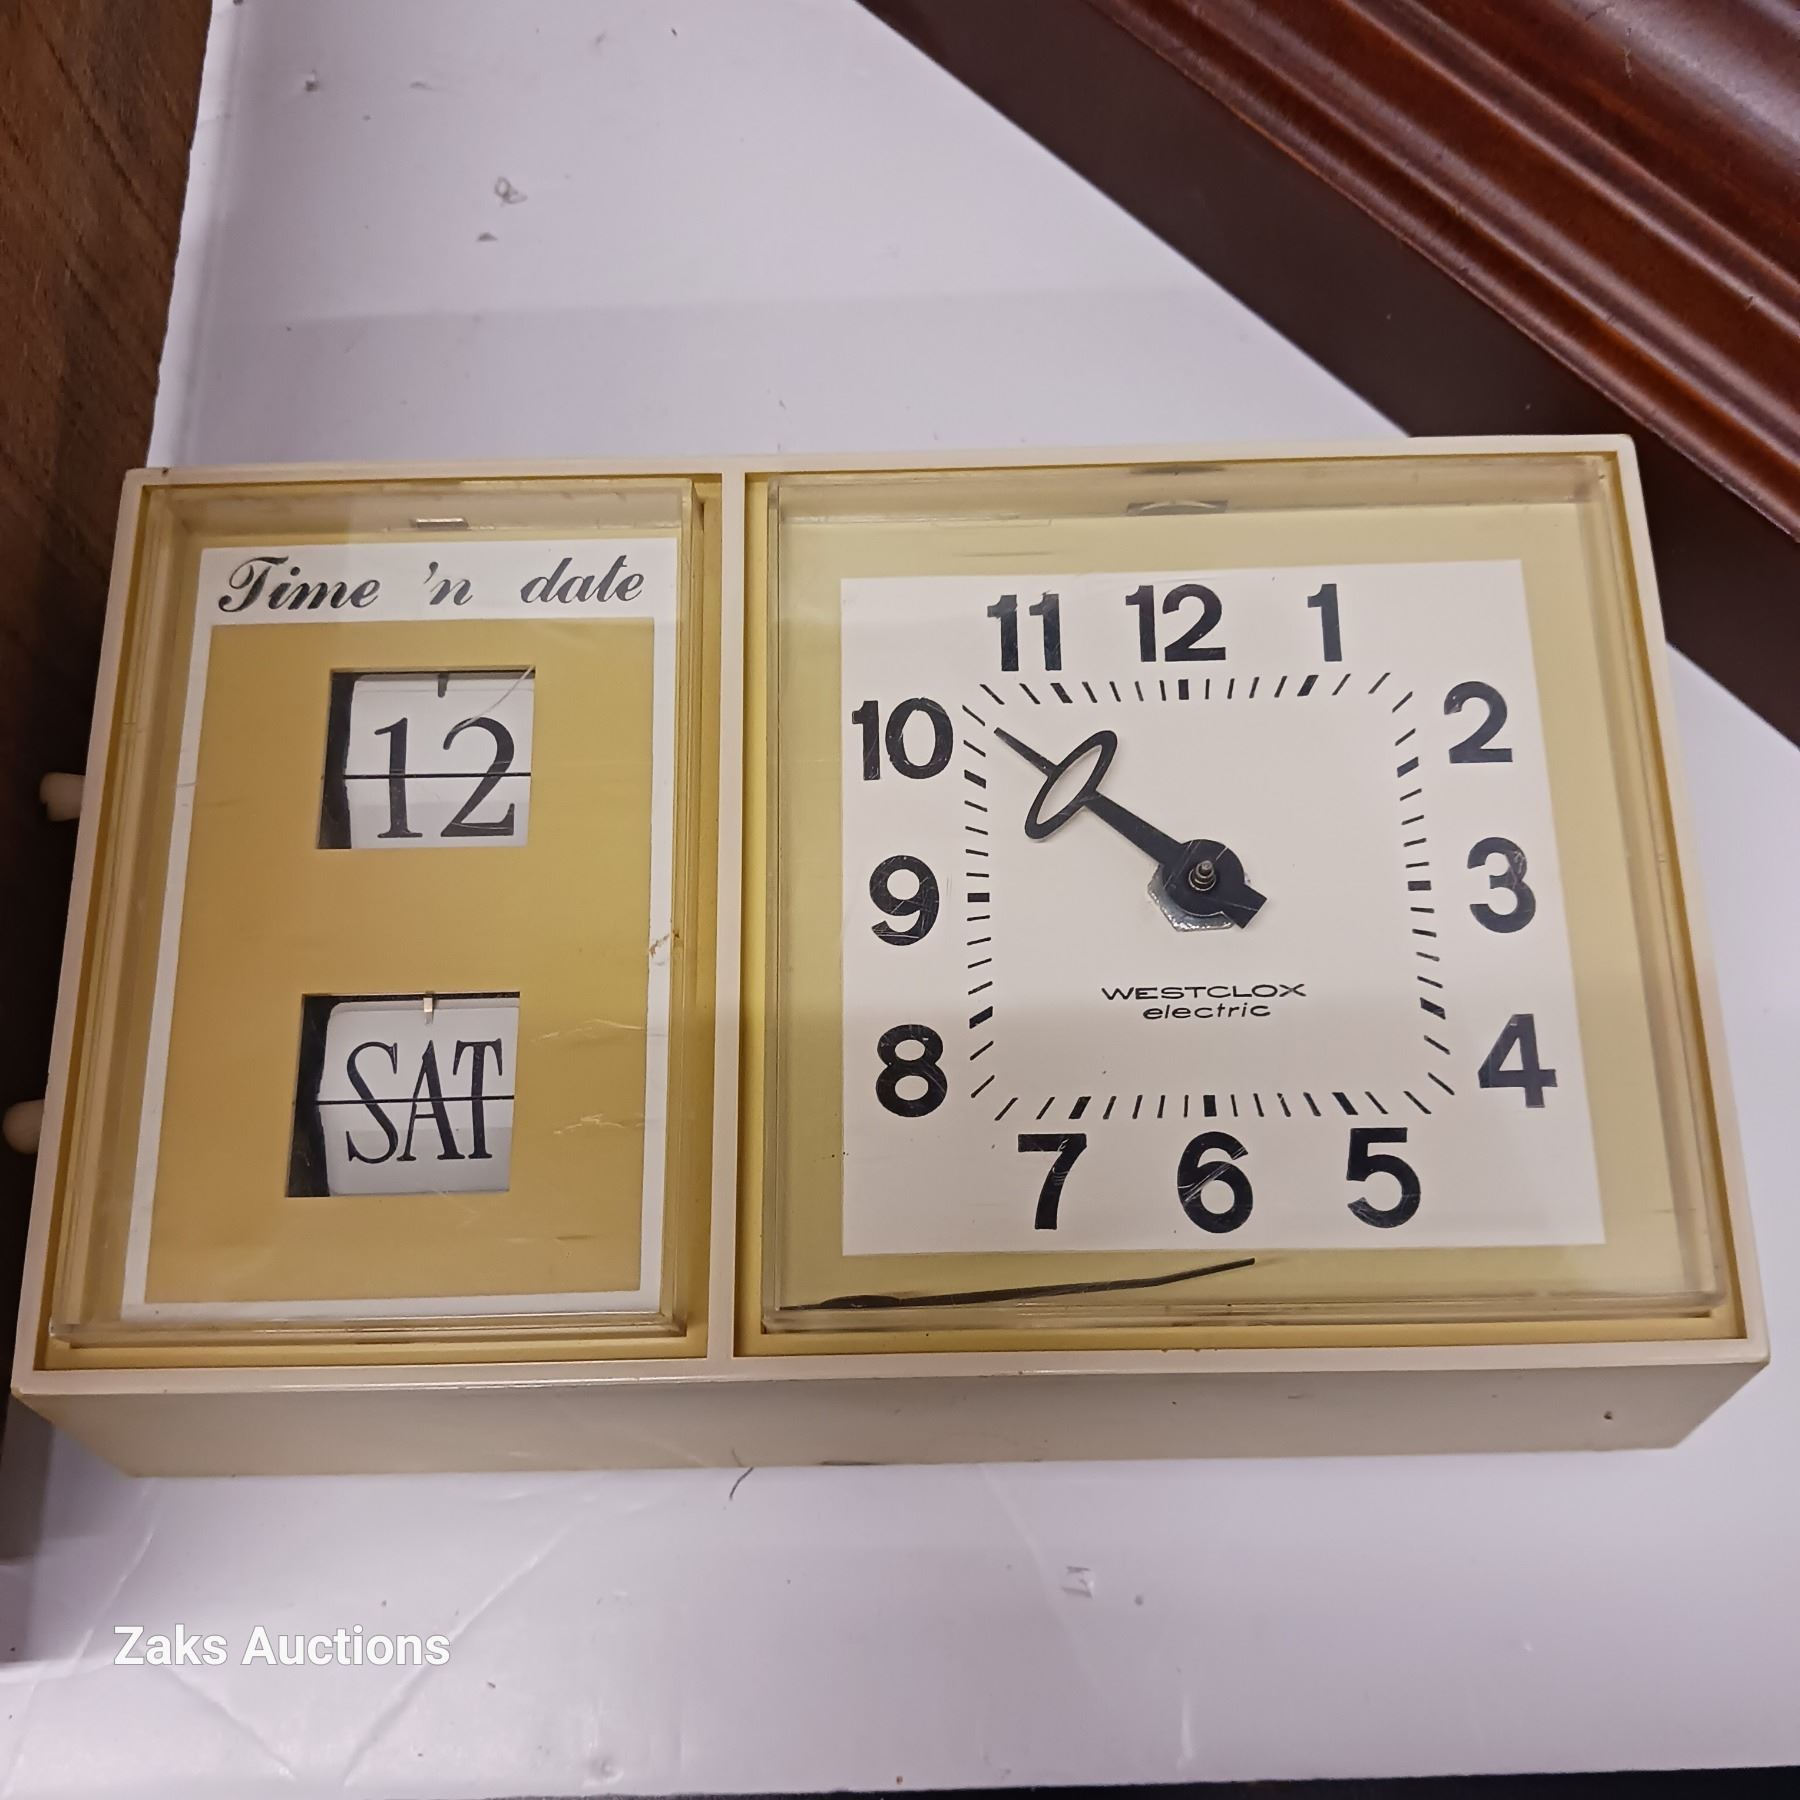 Time 'n date
12
SAT
11 12 1
10 2
9 3
8 4
7 6 5
WESTCLOX
electric
Zaks Auctions